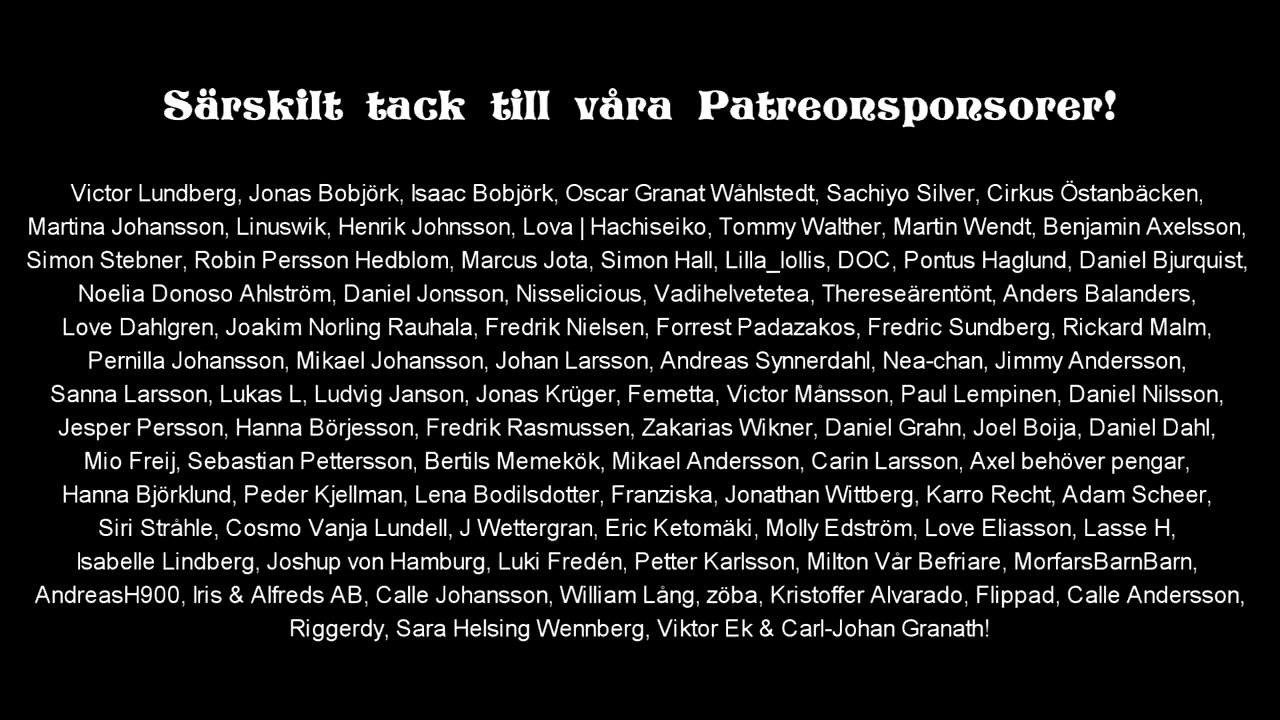 Särskilt tack till våra Patreonsponsorer!
Victor Lundberg, Jonas Bobjörk, Isaac Bobjörk, Oscar Granat Wåhlstedt, Sachiyo Silver, Cirkus Östanbäcken,
Martina Johansson, Linuswik, Henrik Johnsson, Lova | Hachiseiko, Tommy Walther, Martin Wendt, Benjamin Axelsson,
Simon Stebner, Robin Persson Hedblom, Marcus Jota, Simon Hall, Lilla_lollis, DOC, Pontus Haglund, Daniel Bjurquist,
Noelia Donoso Ahlström, Daniel Jonsson, Nisselicious, Vadihelvetetea, Thereseärentönt, Anders Balanders,
Love Dahlgren, Joakim Norling Rauhala, Fredrik Nielsen, Forrest Padazakos, Fredric Sundberg, Rickard Malm,
Pernilla Johansson, Mikael Johansson, Johan Larsson, Andreas Synnerdahl, Nea-chan, Jimmy Andersson,
Sanna Larsson, Lukas L, Ludvig Janson, Jonas Krüger, Femetta, Victor Månsson, Paul Lempinen, Daniel Nilsson,
Jesper Persson, Hanna Börjesson, Fredrik Rasmussen, Zakarias Wikner, Daniel Grahn, Joel Boija, Daniel Dahl,
Mio Freij, Sebastian Pettersson, Bertils Memekök, Mikael Andersson, Carin Larsson, Axel behöver pengar,
Hanna Björklund, Peder Kjellman, Lena Bodilsdotter, Franziska, Jonathan Wittberg, Karro Recht, Adam Scheer,
Siri Stråhle, Cosmo Vanja Lundell, J Wettergran, Eric Ketomäki, Molly Edström, Love Eliasson, Lasse H,
Isabelle Lindberg, Joshup von Hamburg, Luki Fredén, Petter Karlsson, Milton Vår Befriare, MorfarsBarnBarn,
AndreasH900, Iris & Alfreds AB, Calle Johansson, William Lång, zöba, Kristoffer Alvarado, Flippad, Calle Andersson,
Riggerdy, Sara Helsing Wennberg, Viktor Ek & Carl-Johan Granath!